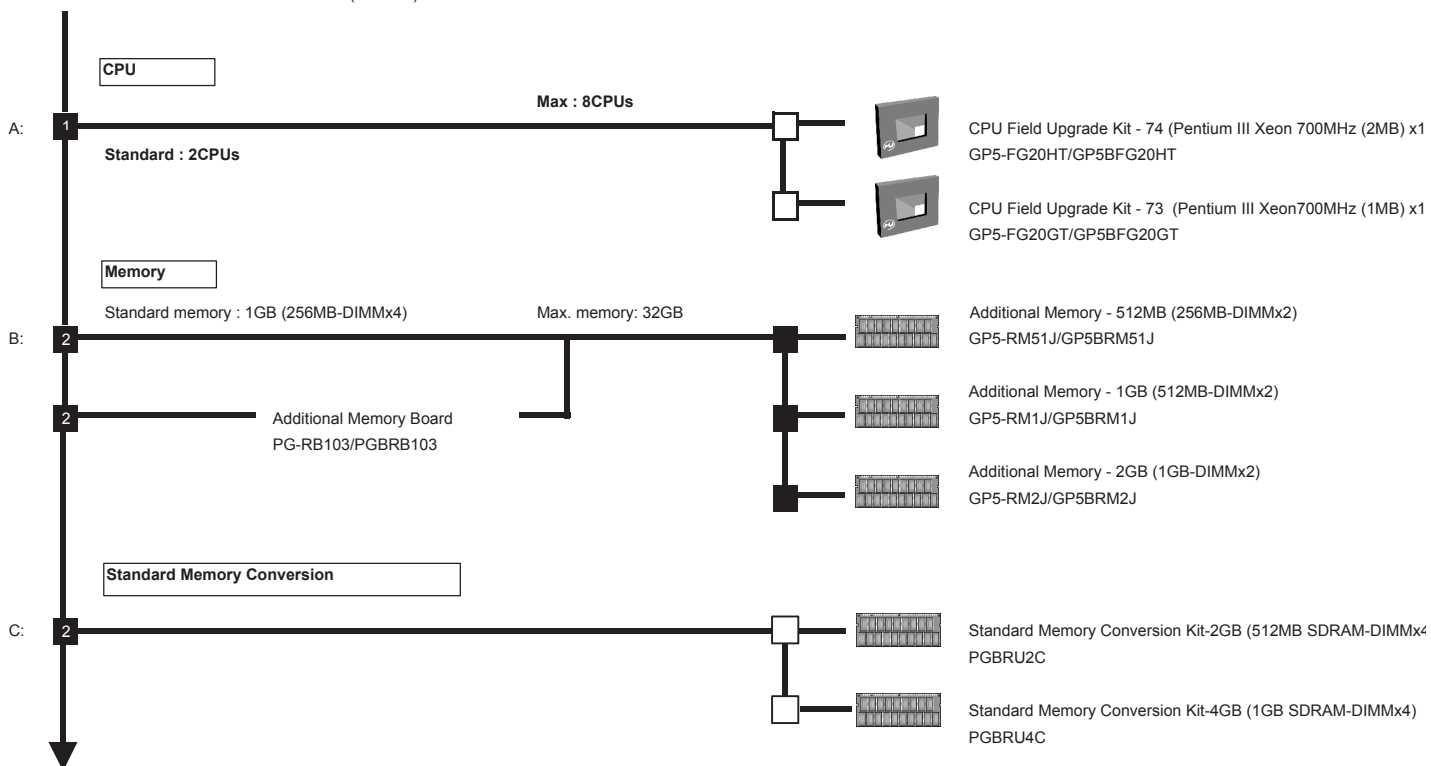 CPU
Max : 8CPUs
A:
1
Standard : 2CPUs
CPU Field Upgrade Kit - 74 (Pentium III Xeon 700MHz (2MB) x1
GP5-FG20HT/GP5BFG20HT
CPU Field Upgrade Kit - 73 (Pentium III Xeon700MHz (1MB) x1
GP5-FG20GT/GP5BFG20GT
Memory
Standard memory : 1GB (256MB-DIMMx4)
Max. memory: 32GB
B:
2
Additional Memory - 512MB (256MB-DIMMx2)
GP5-RM51J/GP5BRM51J
2
Additional Memory Board
PG-RB103/PGBRB103
Additional Memory - 1GB (512MB-DIMMx2)
GP5-RM1J/GP5BRM1J
Additional Memory - 2GB (1GB-DIMMx2)
GP5-RM2J/GP5BRM2J
Standard Memory Conversion
C:
2
Standard Memory Conversion Kit-2GB (512MB SDRAM-DIMMx4
PGBRU2C
Standard Memory Conversion Kit-4GB (1GB SDRAM-DIMMx4)
PGBRU4C